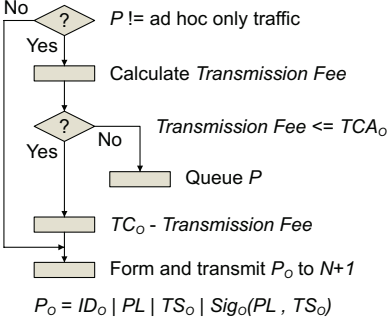 No
?
P != ad hoc only traffic
Yes
Calculate Transmission Fee
?
Transmission Fee <= TCA_O
No
Yes
Queue P
TC_O - Transmission Fee
Form and transmit P_O to N+1
P_O = ID_O | PL | TS_O | Sig_O(PL , TS_O)